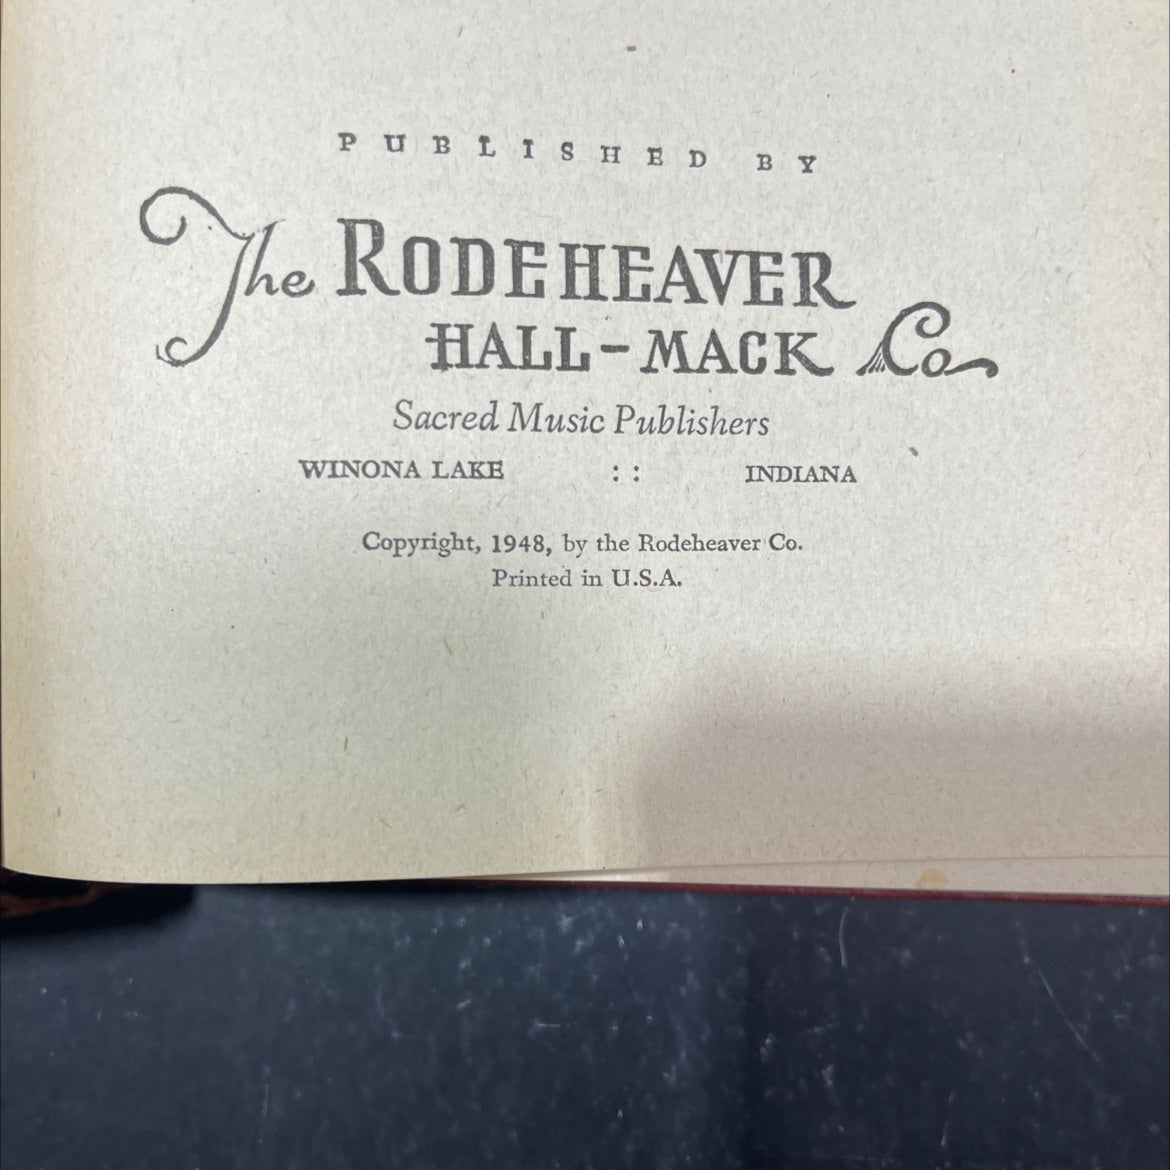 PUBLISHED BY
The RODEHEAVER
HALL-MACK Co.
Sacred Music Publishers
WINONA LAKE :: INDIANA
Copyright, 1948, by the Rodeheaver Co.
Printed in U.S.A.